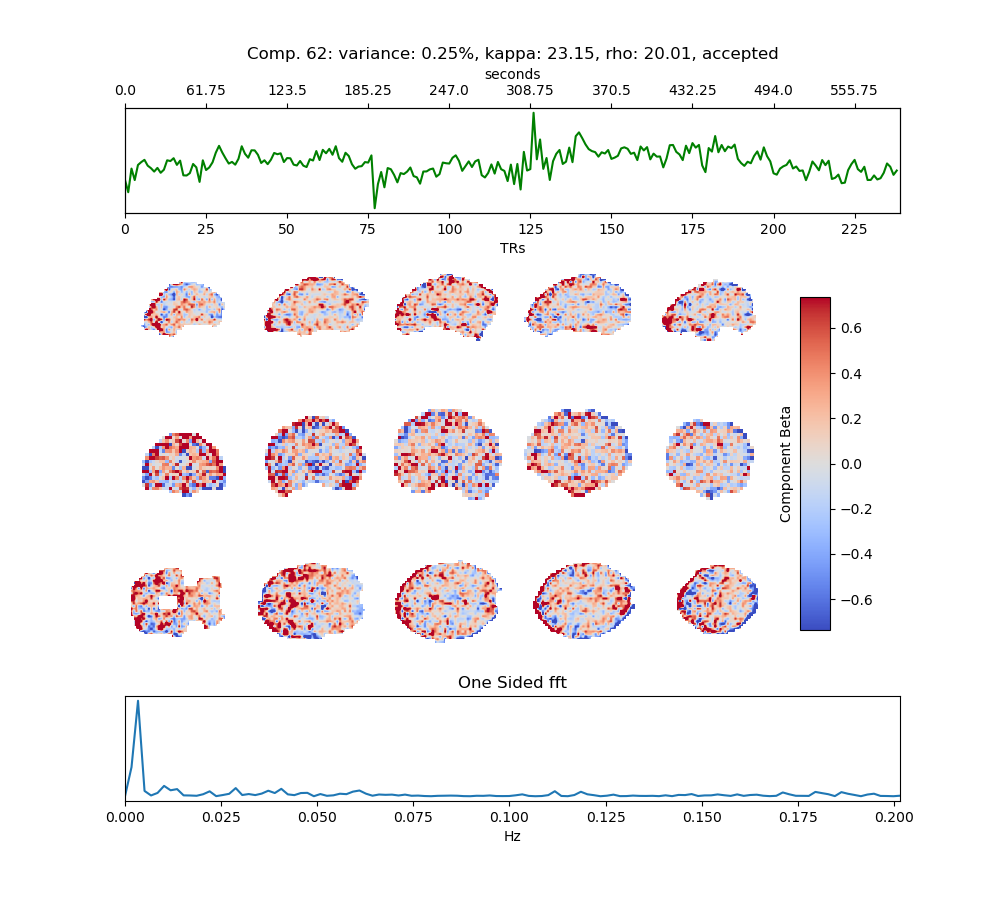 Comp. 62: variance: 0.25%, kappa: 23.15, rho: 20.01, accepted
seconds
0.0 61.75 123.5 185.25 247.0 308.75 370.5 432.25 494.0 555.75
0 25 50 75 100 125 150 175 200 225
TRs
0.6
0.4
0.2
0.0
−0.2
−0.4
−0.6
Component Beta
One Sided fft
0.000 0.025 0.050 0.075 0.100 0.125 0.150 0.175 0.200
Hz